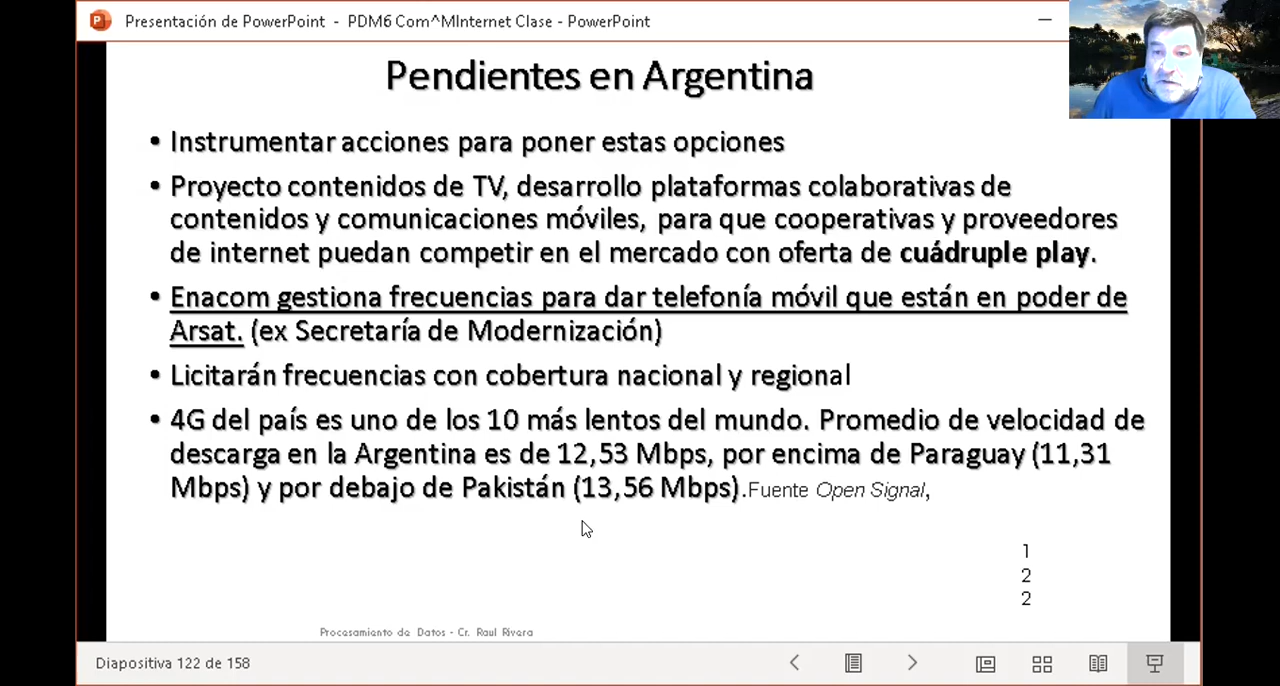 Presentación de PowerPoint - PDM6 Com^MInternet Clase - PowerPoint
Pendientes en Argentina
• Instrumentar acciones para poner estas opciones
• Proyecto contenidos de TV, desarrollo plataformas colaborativas de
contenidos y comunicaciones móviles, para que cooperativas y proveedores
de internet puedan competir en el mercado con oferta de cuádruple play.
• Enacom gestiona frecuencias para dar telefonía móvil que están en poder de
Arsat. (ex Secretaría de Modernización)
• Licitarán frecuencias con cobertura nacional y regional
• 4G del país es uno de los 10 más lentos del mundo. Promedio de velocidad de
descarga en la Argentina es de 12,53 Mbps, por encima de Paraguay (11,31
Mbps) y por debajo de Pakistán (13,56 Mbps).Fuente Open Signal,
1
2
2
Procesamiento de Datos - Cr. Raul Rivera
Diapositiva 122 de 158